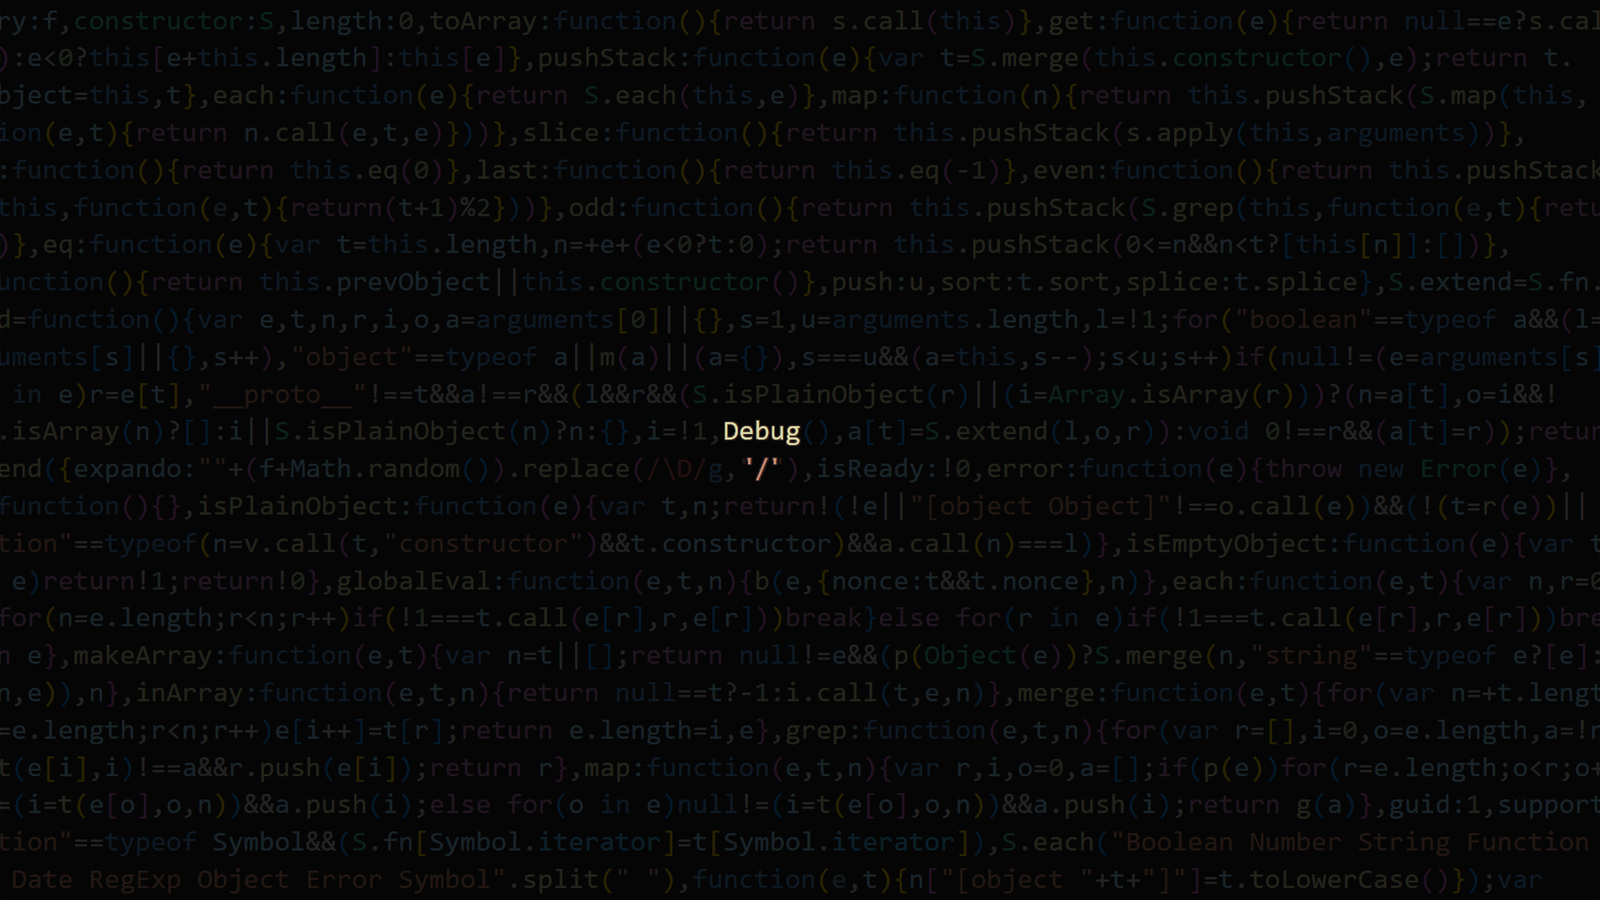 ry:f,constructor:S,length:0,toArray:function(){return s.call(this)},get:function(e){return null==e?s.cal
):e<0?this[e+this.length]:this[e]},pushStack:function(e){var t=S.merge(this.constructor(),e);return t.
bject=this,t},each:function(e){return S.each(this,e)},map:function(n){return this.pushStack(S.map(this,
ion(e,t){return n.call(e,t,e)}))},slice:function(){return this.pushStack(s.apply(this,arguments))},
:function(){return this.eq(0)},last:function(){return this.eq(-1)},even:function(){return this.pushStack
this,function(e,t){return(t+1)%2}))},odd:function(){return this.pushStack(S.grep(this,function(e,t){retu
)},eq:function(e){var t=this.length,n=+e+(e<0?t:0);return this.pushStack(0<=n&&n<t?[this[n]]:[])},
unction(){return this.prevObject||this.constructor()},push:u,sort:t.sort,splice:t.splice},S.extend=S.fn.
d=function(){var e,t,n,r,i,o,a=arguments[0]||{},s=1,u=arguments.length,l=!1;for("boolean"==typeof a&&(l=
uments[s]||{},s++),"object"==typeof a||m(a)||(a={}),s===u&&(a=this,s--);s<u;s++)if(null!=(e=arguments[s]
in e)r=e[t],"__proto__"!==t&&a!==r&&(l&&r&&(S.isPlainObject(r)||(i=Array.isArray(r)))?(n=a[t],o=i&&!
.isArray(n)?[]:i||S.isPlainObject(n)?n:{},i=!1,Debug(),a[t]=S.extend(l,o,r)):void 0!==r&&(a[t]=r));retur
end({expando:""+(f+Math.random()).replace(/\D/g,'/'),isReady:!0,error:function(e){throw new Error(e)},
function(){},isPlainObject:function(e){var t,n;return!(!e||"[object Object]"!==o.call(e))&&(!(t=r(e))||
tion"==typeof(n=v.call(t,"constructor")&&t.constructor)&&a.call(n)===l)},isEmptyObject:function(e){var t
e)return!1;return!0},globalEval:function(e,t,n){b(e,{nonce:t&&t.nonce},n)},each:function(e,t){var n,r=0
for(n=e.length;r<n;r++)if(!1===t.call(e[r],r,e[r]))break}else for(r in e)if(!1===t.call(e[r],r,e[r]))bre
n e},makeArray:function(e,t){var n=t||[];return null!=e&&(p(Object(e))?S.merge(n,"string"==typeof e?[e]:
n,e)),n},inArray:function(e,t,n){return null==t?-1:i.call(t,e,n)},merge:function(e,t){for(var n=+t.lengt
=e.length;r<n;r++)e[i++]=t[r];return e.length=i,e},grep:function(e,t,n){for(var r=[],i=0,o=e.length,a=!n
t(e[i],i)!==a&&r.push(e[i]);return r},map:function(e,t,n){var r,i,o=0,a=[];if(p(e))for(r=e.length;o<r;o+
=(i=t(e[o],o,n))&&a.push(i);else for(o in e)null!=(i=t(e[o],o,n))&&a.push(i);return g(a)},guid:1,support
tion"==typeof Symbol&&(S.fn[Symbol.iterator]=t[Symbol.iterator]),S.each("Boolean Number String Function
Date RegExp Object Error Symbol".split(" "),function(e,t){n["[object "+t+"]"]=t.toLowerCase()});var